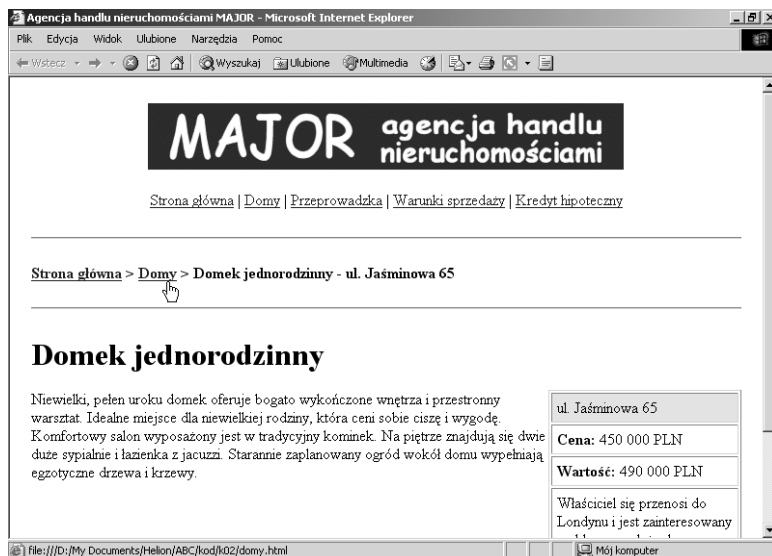 Agencja handlu nieruchomościami MAJOR - Microsoft Internet Explorer
Plik Edycja Widok Ulubione Narzędzia Pomoc
Wstecz Wyszukaj Ulubione Multimedia
MAJOR agencja handlu nieruchomościami
Strona główna | Domy | Przeprowadzka | Warunki sprzedaży | Kredyt hipoteczny
Strona główna > Domy > Domek jednorodzinny - ul. Jaśminowa 65
Domek jednorodzinny
Niewielki, pełen uroku domek oferuje bogato wykończone wnętrza i przestronny
warsztat. Idealne miejsce dla niewielkiej rodziny, która ceni sobie ciszę i wygodę.
Komfortowy salon wyposażony jest w tradycyjny kominek. Na piętrze znajdują się dwie
duże sypialnie i łazienka z jacuzzi. Starannie zaplanowany ogród wokół domu wypełniają
egzotyczne drzewa i krzewy.
ul. Jaśminowa 65
Cena: 450 000 PLN
Wartość: 490 000 PLN
Właściciel się przenosi do
Londynu i jest zainteresowany
file:///D:/My Documents/Helion/ABC/kod/k02/domy.html
Mój komputer